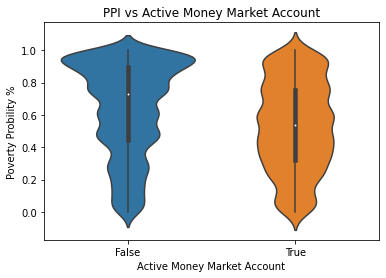 PPI vs Active Money Market Account
Poverty Probility %
1.0
0.8
0.6
0.4
0.2
0.0
False
True
Active Money Market Account